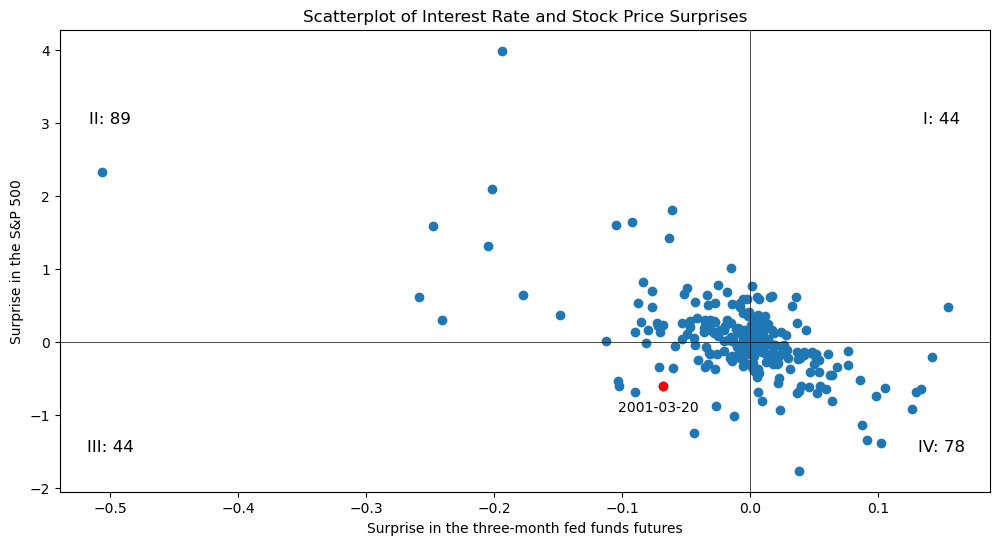 Scatterplot of Interest Rate and Stock Price Surprises
4
3
2
1
0
−1
−2
Surprise in the S&P 500
II: 89
I: 44
2001-03-20
III: 44
IV: 78
−0.5
−0.4
−0.3
−0.2
−0.1
0.0
0.1
Surprise in the three-month fed funds futures